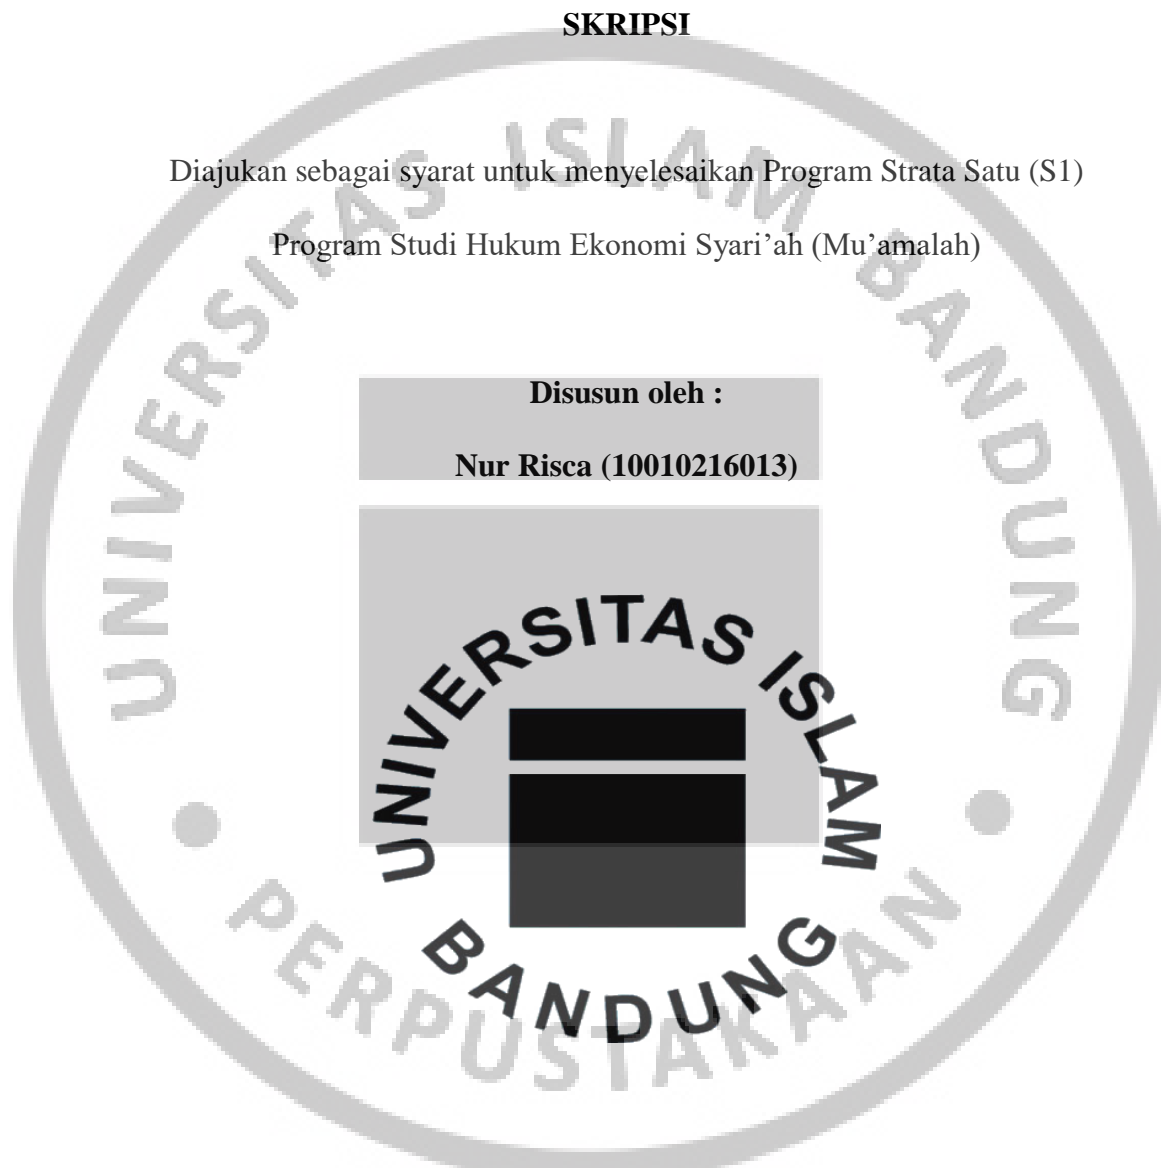 SKRIPSI
Diajukan sebagai syarat untuk menyelesaikan Program Strata Satu (S1)
Program Studi Hukum Ekonomi Syari’ah (Mu’amalah)
Disusun oleh :
Nur Risca (10010216013)
UNIVERSITAS ISLAM
BANDUNG
UNIVERSITAS ISLAM BANDUNG
PERPUSTAKAAN